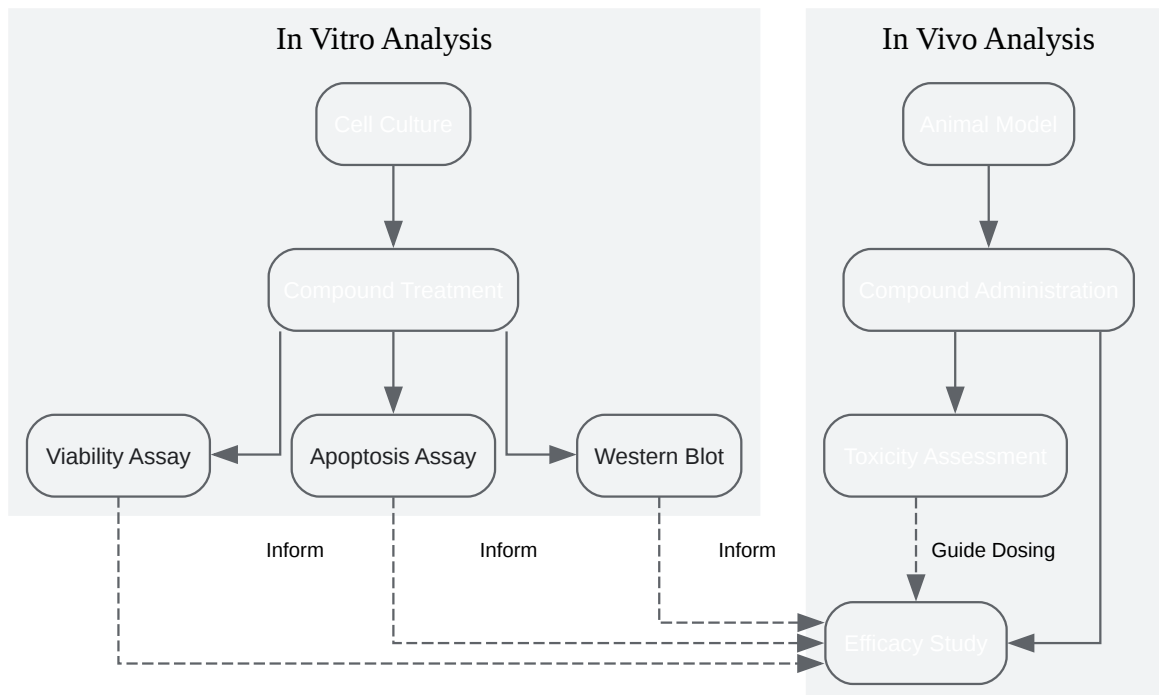 In Vitro Analysis
In Vivo Analysis
Cell Culture
Animal Model
Compound Treatment
Compound Administration
Viability Assay
Apoptosis Assay
Western Blot
Toxicity Assessment
Inform
Inform
Inform
Guide Dosing
Efficacy Study